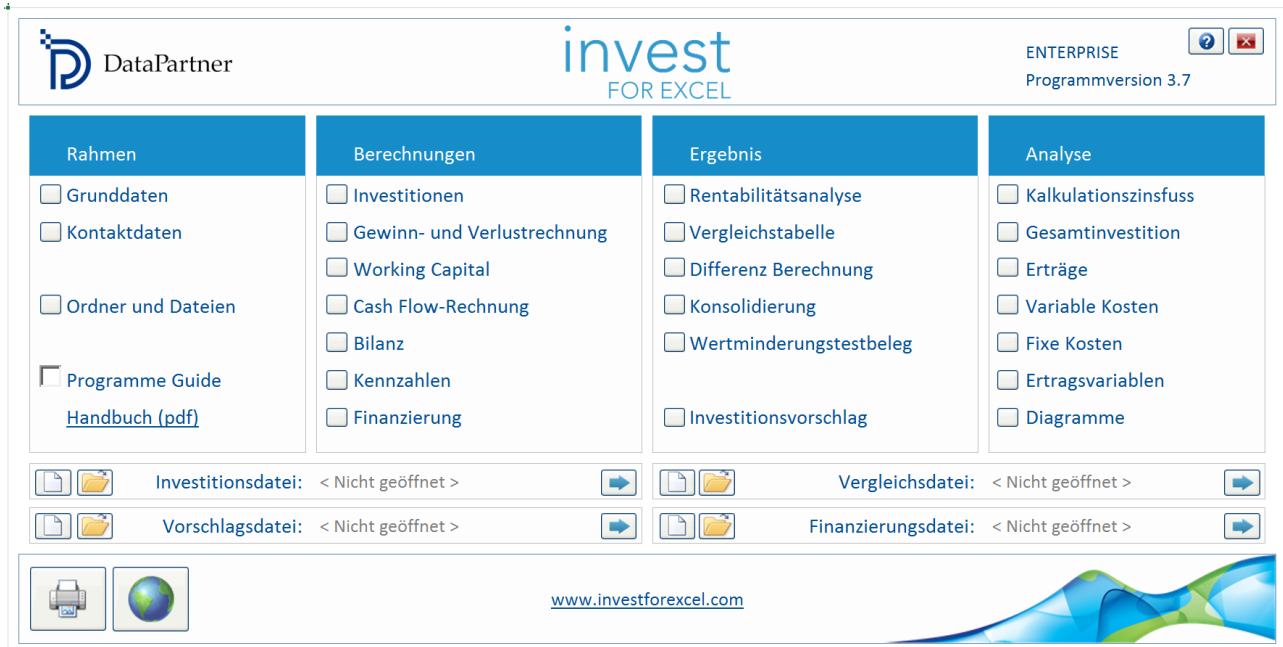 DataPartner
invest
FOR EXCEL
ENTERPRISE
Programmversion 3.7
Rahmen
Grunddaten
Kontaktdaten
Ordner und Dateien
Programme Guide
Handbuch (pdf)
Berechnungen
Investitionen
Gewinn- und Verlustrechnung
Working Capital
Cash Flow-Rechnung
Bilanz
Kennzahlen
Finanzierung
Ergebnis
Rentabilitätsanalyse
Vergleichstabelle
Differenz Berechnung
Konsolidierung
Wertminderungstestbeleg
Investitionsvorschlag
Analyse
Kalkulationszinsfuss
Gesamtinvestition
Erträge
Variable Kosten
Fixe Kosten
Ertragsvariablen
Diagramme
Investitionsdatei: < Nicht geöffnet >
Vergleichsdatei: < Nicht geöffnet >
Vorschlagsdatei: < Nicht geöffnet >
Finanzierungsdatei: < Nicht geöffnet >
www.investforexcel.com